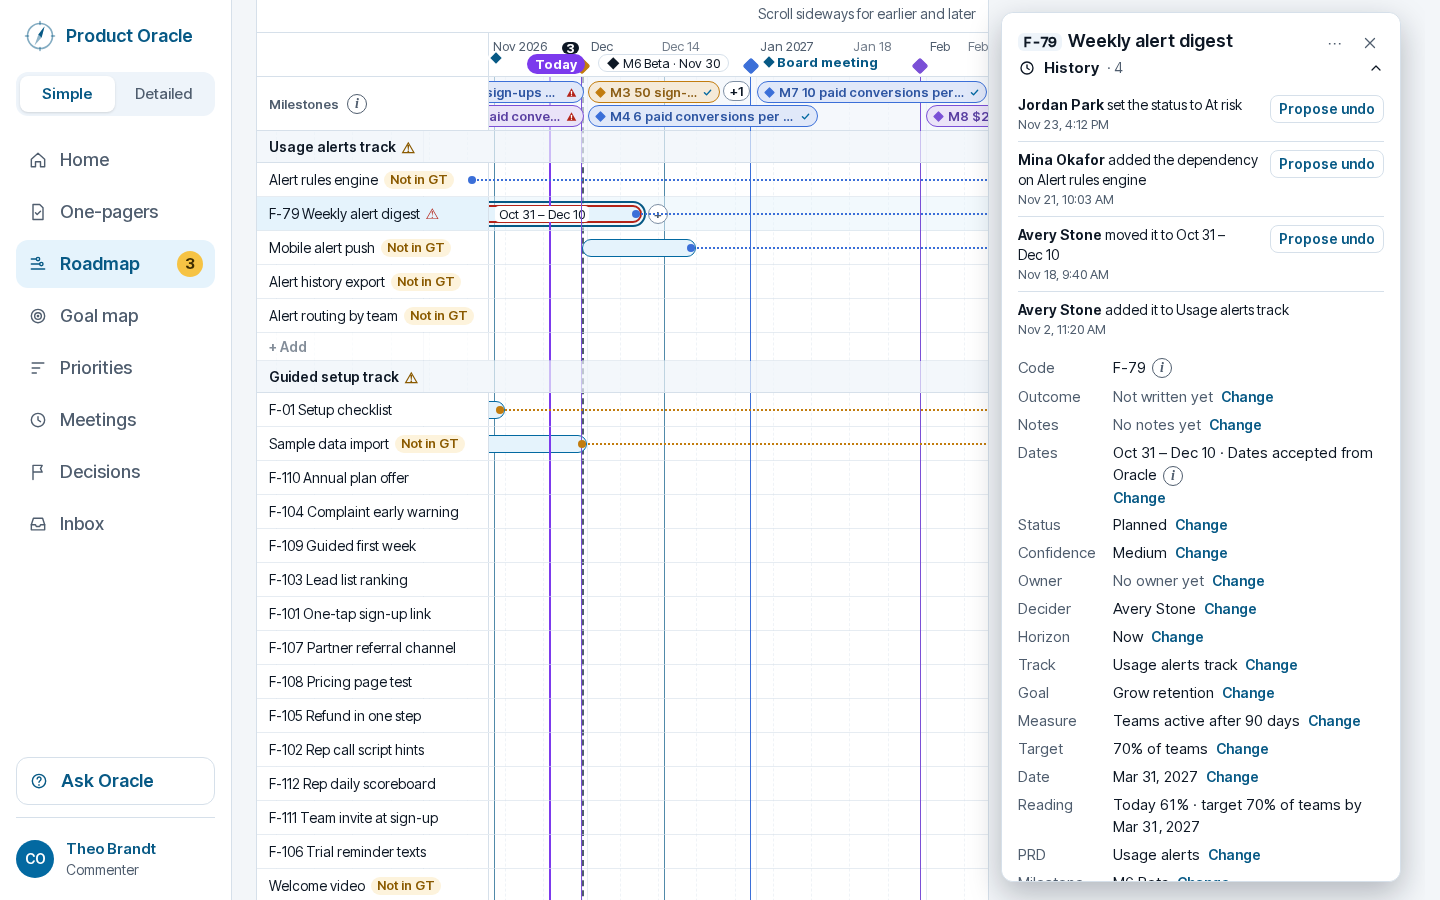 Product Oracle
Simple
Detailed
Home
One-pagers
Roadmap
3
Goal map
Priorities
Meetings
Decisions
Inbox
Ask Oracle
CO
Theo Brandt
Commenter
Scroll sideways for earlier and later
Nov 2026
3
Dec
Dec 14
Jan 2027
Jan 18
Feb
Feb
Today
M6 Beta · Nov 30
Board meeting
Milestones
i
sign-ups ...
M3 50 sign-...
+1
M7 10 paid conversions per...
aid conve...
M4 6 paid conversions per ...
M8 $2
Usage alerts track
Alert rules engine
Not in GT
F-79 Weekly alert digest
Oct 31 – Dec 10
Mobile alert push
Not in GT
Alert history export
Not in GT
Alert routing by team
Not in GT
+ Add
Guided setup track
F-01 Setup checklist
Sample data import
Not in GT
F-110 Annual plan offer
F-104 Complaint early warning
F-109 Guided first week
F-103 Lead list ranking
F-101 One-tap sign-up link
F-107 Partner referral channel
F-108 Pricing page test
F-105 Refund in one step
F-102 Rep call script hints
F-112 Rep daily scoreboard
F-111 Team invite at sign-up
F-106 Trial reminder texts
Welcome video
Not in GT
F-79 Weekly alert digest
History · 4
Jordan Park set the status to At risk
Nov 23, 4:12 PM
Propose undo
Mina Okafor added the dependency
on Alert rules engine
Nov 21, 10:03 AM
Propose undo
Avery Stone moved it to Oct 31 –
Dec 10
Nov 18, 9:40 AM
Propose undo
Avery Stone added it to Usage alerts track
Nov 2, 11:20 AM
Code F-79 i
Outcome Not written yet Change
Notes No notes yet Change
Dates Oct 31 – Dec 10 · Dates accepted from
Oracle i
Change
Status Planned Change
Confidence Medium Change
Owner No owner yet Change
Decider Avery Stone Change
Horizon Now Change
Track Usage alerts track Change
Goal Grow retention Change
Measure Teams active after 90 days Change
Target 70% of teams Change
Date Mar 31, 2027 Change
Reading Today 61% · target 70% of teams by
Mar 31, 2027
PRD Usage alerts Change
Milestone M6 Beta Change